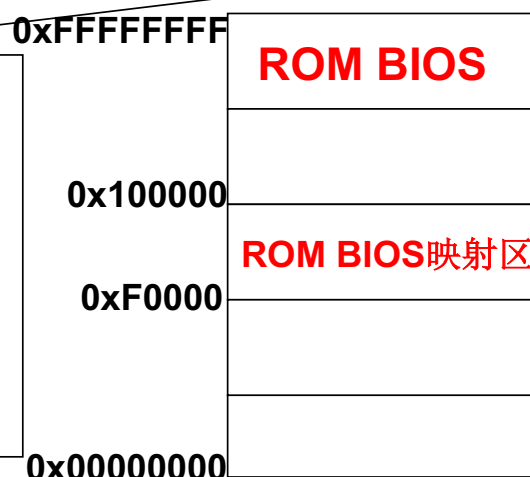 0xFFFFFFFF
ROM BIOS
0x100000
ROM BIOS映射区
0xF0000
0x00000000